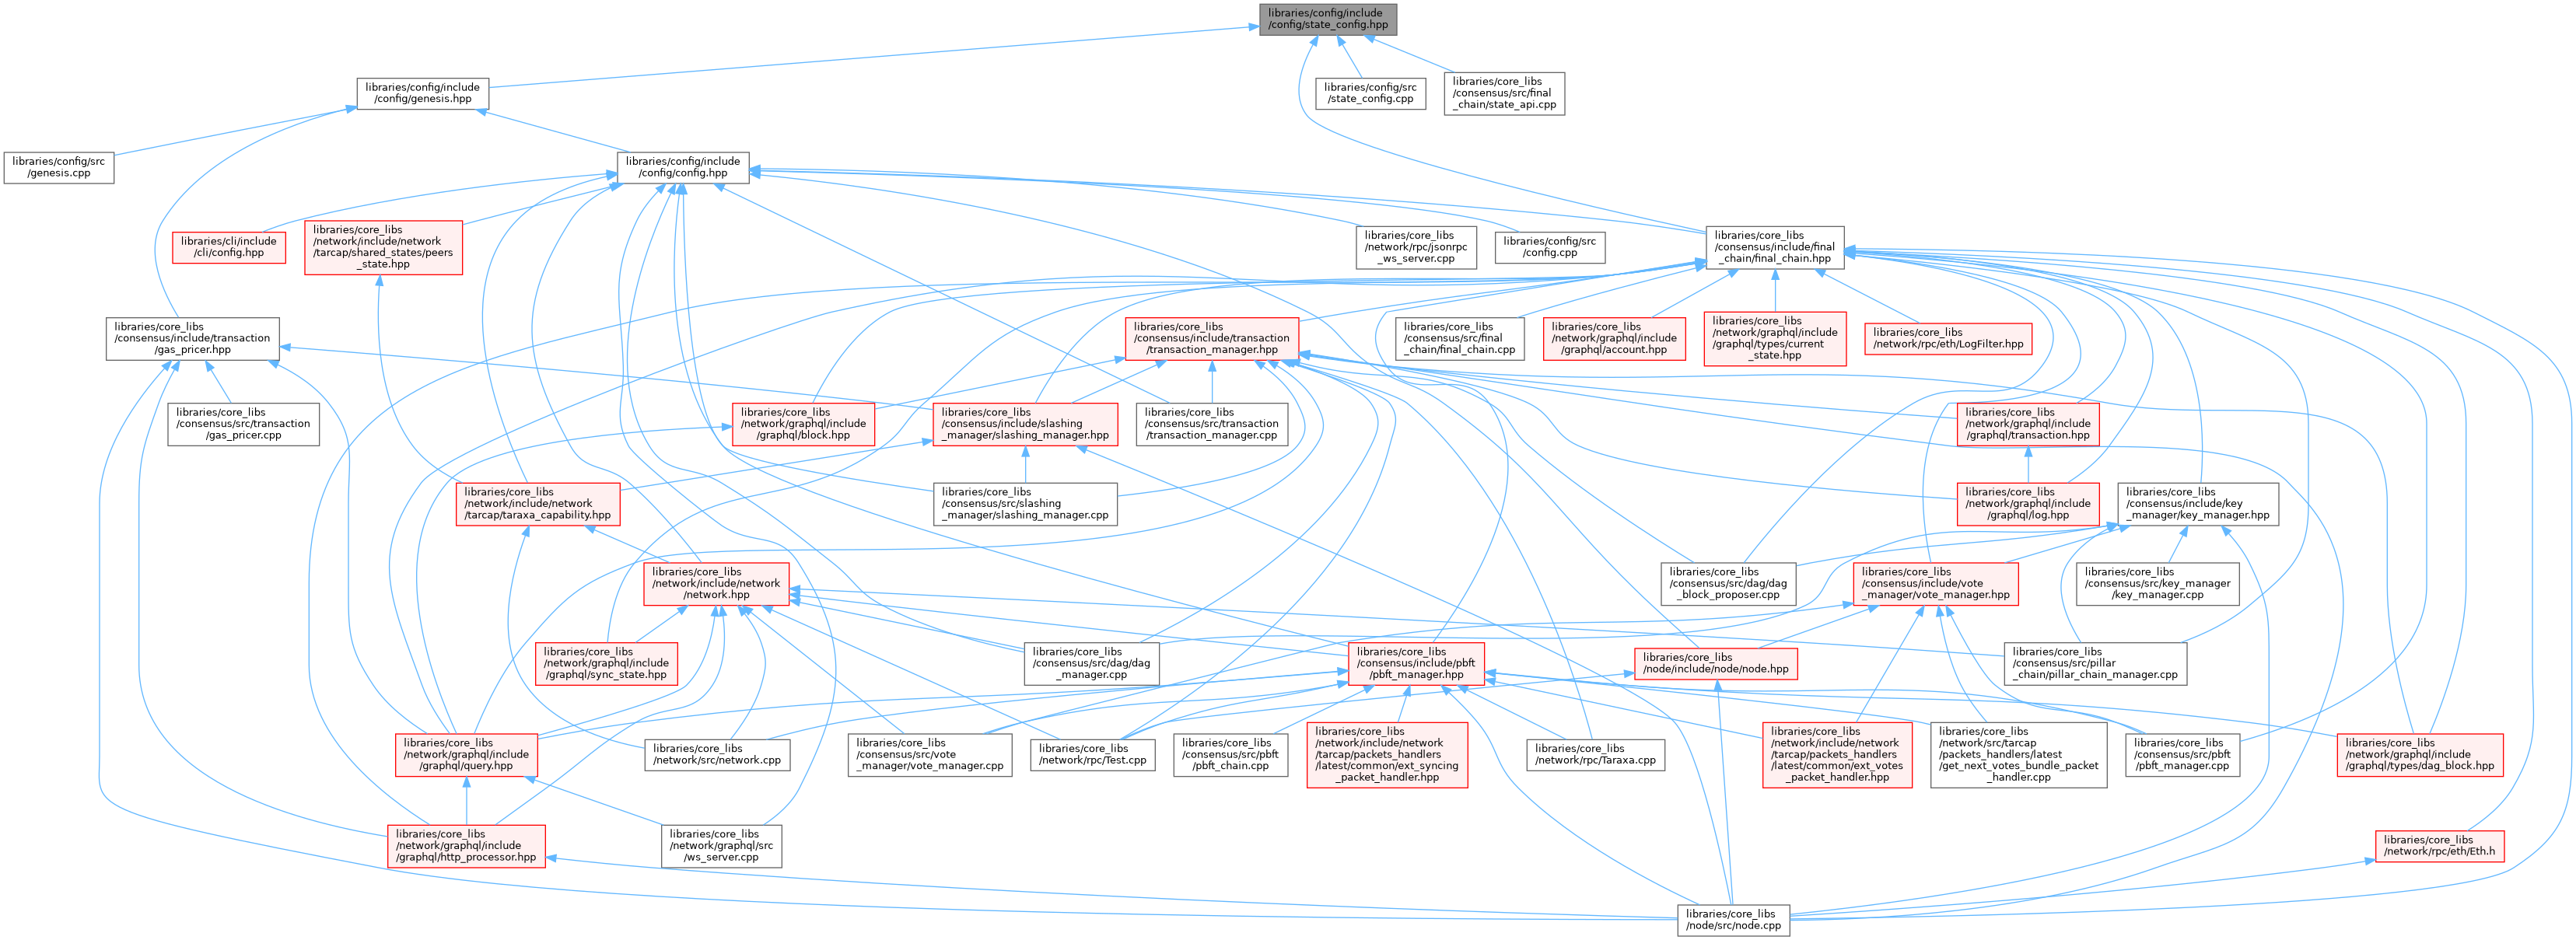 libraries/config/include
/config/state_config.hpp
libraries/config/include
/config/genesis.hpp
libraries/config/src
/state_config.cpp
libraries/core_libs
/consensus/src/final
_chain/state_api.cpp
libraries/config/src
/genesis.cpp
libraries/config/include
/config/config.hpp
libraries/cli/include
/cli/config.hpp
libraries/core_libs
/network/include/network
/tarcap/shared_states/peers
_state.hpp
libraries/core_libs
/network/rpc/jsonrpc
_ws_server.cpp
libraries/config/src
/config.cpp
libraries/core_libs
/consensus/include/final
_chain/final_chain.hpp
libraries/core_libs
/consensus/include/transaction
/gas_pricer.hpp
libraries/core_libs
/consensus/include/transaction
/transaction_manager.hpp
libraries/core_libs
/consensus/src/final
_chain/final_chain.cpp
libraries/core_libs
/network/graphql/include
/graphql/account.hpp
libraries/core_libs
/network/graphql/include
/graphql/types/current
_state.hpp
libraries/core_libs
/network/rpc/eth/LogFilter.hpp
libraries/core_libs
/consensus/src/transaction
/gas_pricer.cpp
libraries/core_libs
/network/graphql/include
/graphql/block.hpp
libraries/core_libs
/consensus/include/slashing
_manager/slashing_manager.hpp
libraries/core_libs
/consensus/src/transaction
/transaction_manager.cpp
libraries/core_libs
/network/graphql/include
/graphql/transaction.hpp
libraries/core_libs
/network/include/network
/tarcap/taraxa_capability.hpp
libraries/core_libs
/consensus/src/slashing
_manager/slashing_manager.cpp
libraries/core_libs
/network/graphql/include
/graphql/log.hpp
libraries/core_libs
/consensus/include/key
_manager/key_manager.hpp
libraries/core_libs
/network/include/network
/network.hpp
libraries/core_libs
/consensus/src/dag/dag
_block_proposer.cpp
libraries/core_libs
/consensus/include/vote
_manager/vote_manager.hpp
libraries/core_libs
/consensus/src/key_manager
/key_manager.cpp
libraries/core_libs
/network/graphql/include
/graphql/sync_state.hpp
libraries/core_libs
/consensus/src/dag/dag
_manager.cpp
libraries/core_libs
/consensus/include/pbft
/pbft_manager.hpp
libraries/core_libs
/node/include/node/node.hpp
libraries/core_libs
/consensus/src/pillar
_chain/pillar_chain_manager.cpp
libraries/core_libs
/network/graphql/include
/graphql/query.hpp
libraries/core_libs
/network/src/network.cpp
libraries/core_libs
/consensus/src/vote
_manager/vote_manager.cpp
libraries/core_libs
/network/rpc/Test.cpp
libraries/core_libs
/consensus/src/pbft
/pbft_chain.cpp
libraries/core_libs
/network/include/network
/tarcap/packets_handlers
/latest/common/ext_syncing
_packet_handler.hpp
libraries/core_libs
/network/rpc/Taraxa.cpp
libraries/core_libs
/network/include/network
/tarcap/packets_handlers
/latest/common/ext_votes
_packet_handler.hpp
libraries/core_libs
/network/src/tarcap
/packets_handlers/latest
/get_next_votes_bundle_packet
_handler.cpp
libraries/core_libs
/consensus/src/pbft
/pbft_manager.cpp
libraries/core_libs
/network/graphql/include
/graphql/types/dag_block.hpp
libraries/core_libs
/network/graphql/include
/graphql/http_processor.hpp
libraries/core_libs
/network/graphql/src
/ws_server.cpp
libraries/core_libs
/network/rpc/eth/Eth.h
libraries/core_libs
/node/src/node.cpp